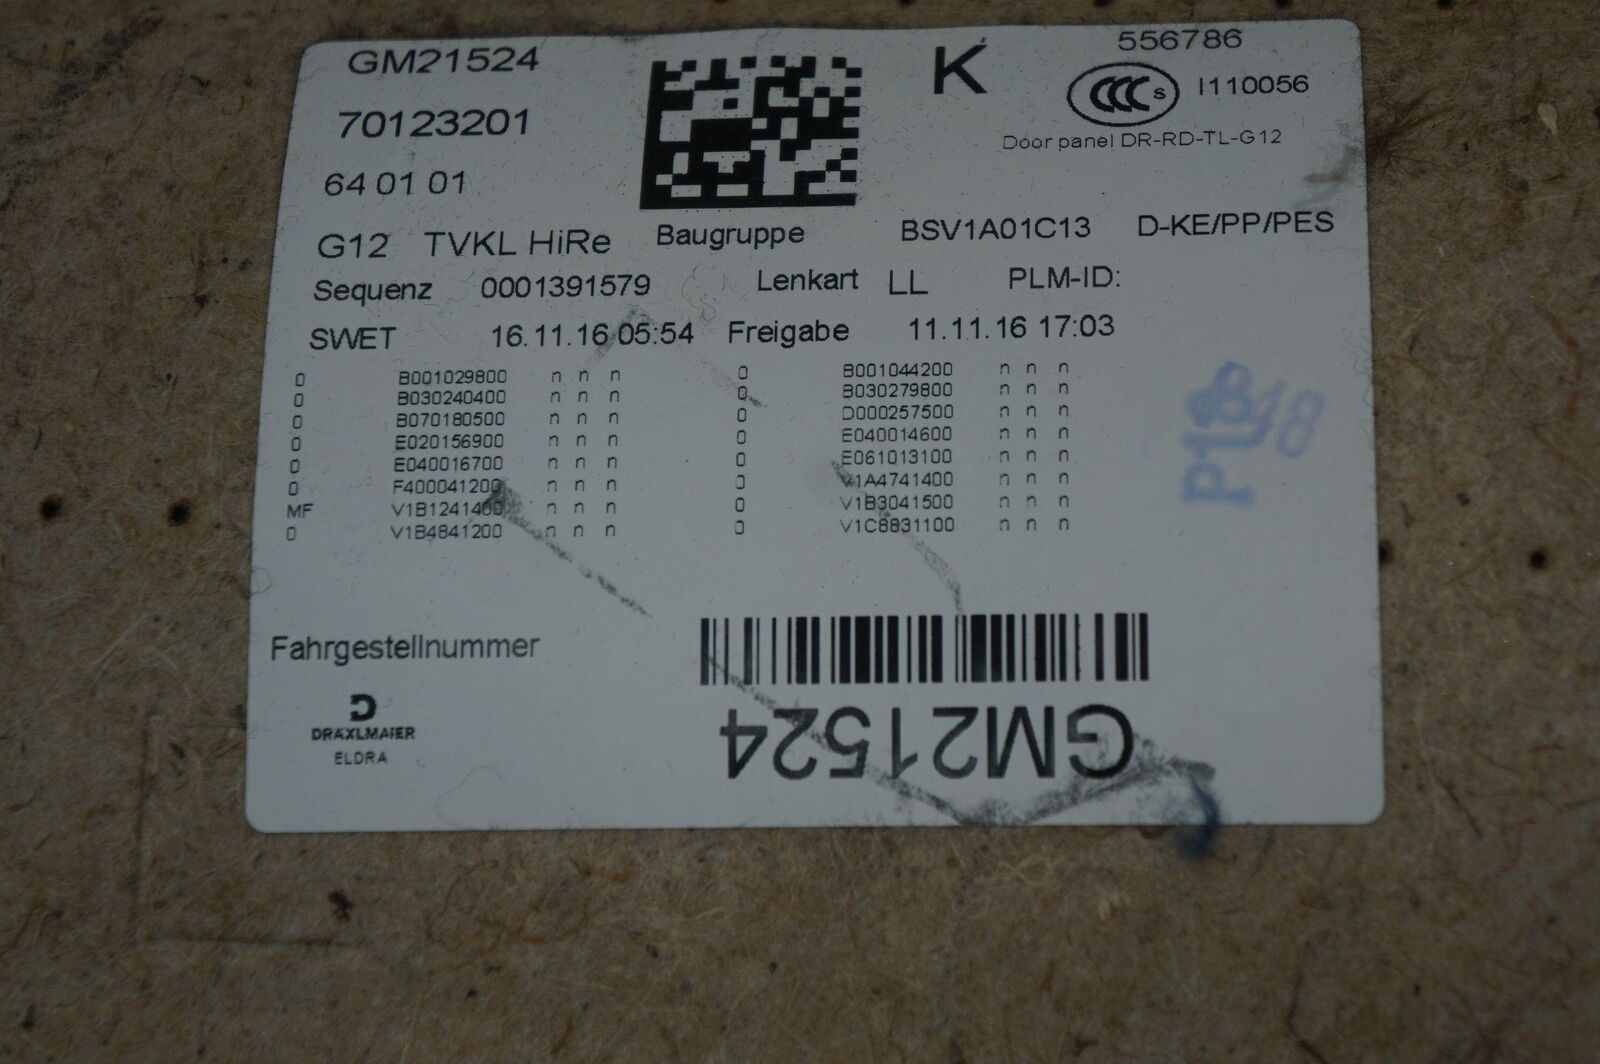 GM21524 K 556786
70123201 CCC S I110056
Door panel DR-RD-TL-G12
64 01 01
G12 TVKL HiRe Baugruppe BSV1A01C13 D-KE/PP/PES
Sequenz 0001391579 Lenkart LL PLM-ID:
SWET 16.11.16 05:54 Freigabe 11.11.16 17:03
0 B001029800 n n n 0 B001044200 n n n
0 B030240400 n n n 0 B030279800 n n n
0 B070180500 n n n 0 D000257500 n n n
0 E020156900 n n n 0 E040014600 n n n
0 E040016700 n n n 0 E061013100 n n n
0 F400041200 n n n 0 V1A4741400 n n n
MF V1B1241400 n n n 0 V1B3041500 n n n
0 V1B4841200 n n n 0 V1C8831100 n n n
Fahrgestellnummer
DRÄXLMAIER
ELDRA
GM21524